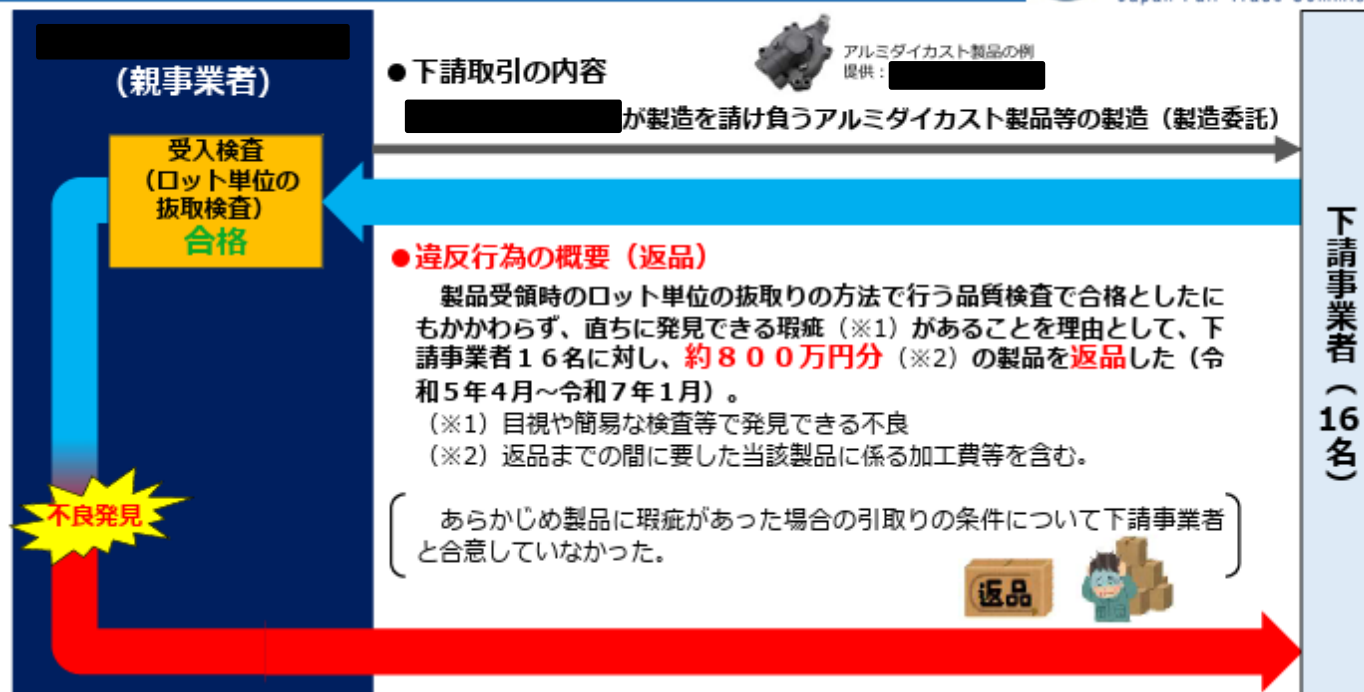 (親事業者)
受入検査
(ロット単位の
抜取検査)
合格
●下請取引の内容
アルミダイカスト製品の例
提供:
が製造を請け負うアルミダイカスト製品等の製造(製造委託)
●違反行為の概要(返品)
製品受領時のロット単位の抜取りの方法で行う品質検査で合格としたに
もかかわらず、直ちに発見できる瑕疵(※1)があることを理由として、下
請事業者16名に対し、約800万円分(※2)の製品を返品した(令
和5年4月~令和7年1月)。
(※1)目視や簡易な検査等で発見できる不良
(※2)返品までの間に要した当該製品に係る加工費等を含む。
不良発見
あらかじめ製品に瑕疵があった場合の引取りの条件について下請事業者
と合意していなかった。
返品
下請事業者(16名)